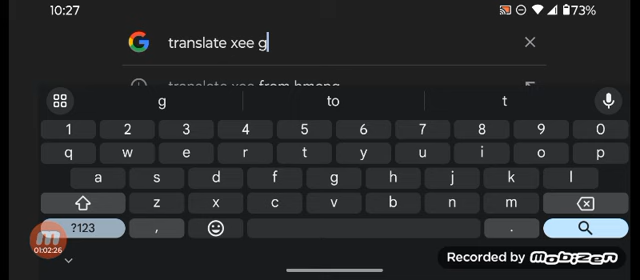 10:27
73%
translate xee g
translate xee from hmong
g to t
1 2 3 4 5 6 7 8 9 0
q w e r t y u i o p
a s d f g h j k l
z x c v b n m
?123 , .
01:02:26
Recorded by MOBIZEN